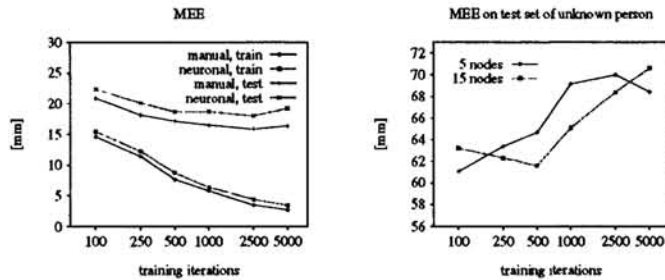 MEE
30
25
20
15
10
5
0
[mm]
manual, train
neuronal, train
manual, test
neuronal, test
100 250 500 1000 2500 5000
training iterations
MEE on test set of unknown person
72
70
68
66
64
62
60
56
[mm]
5 nodes
15 nodes
100 250 500 1000 2500 5000
training iterations